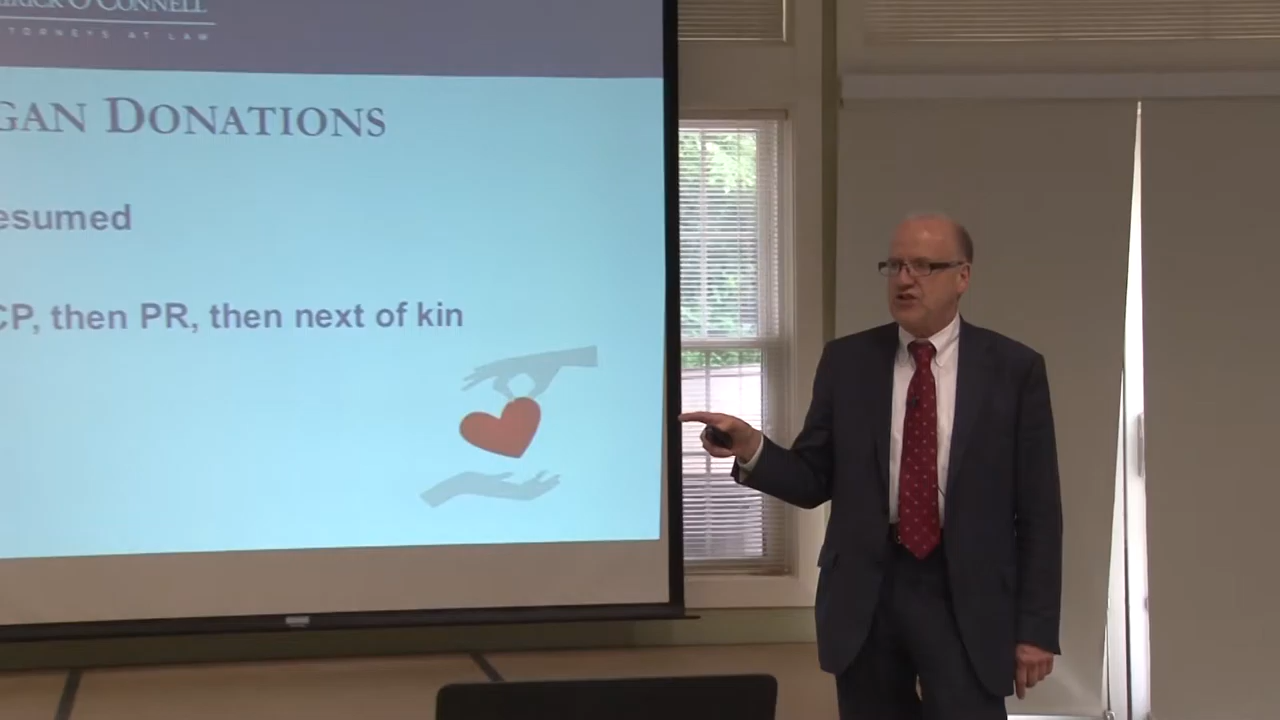 RICK O'CONNELL
TTORNEYS AT LAW
GAN DONATIONS
esumed
CP, then PR, then next of kin